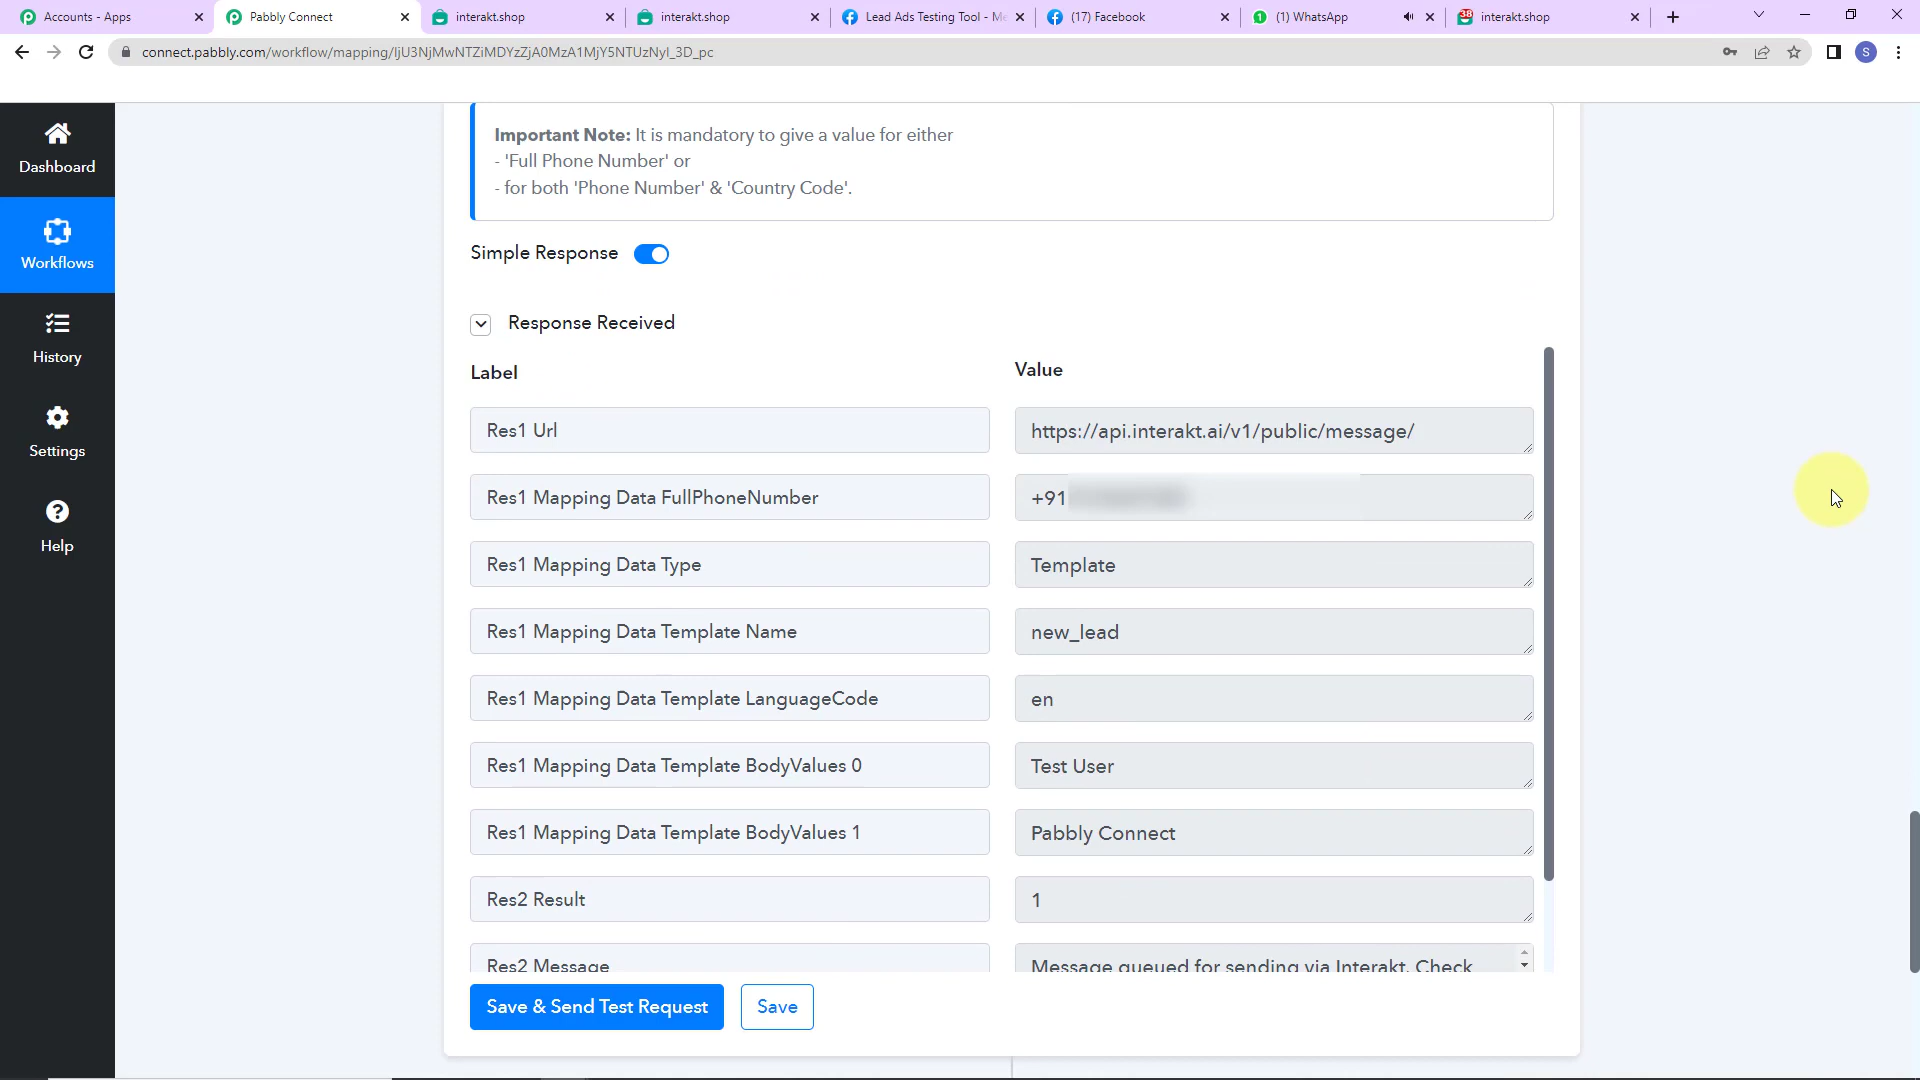 Accounts - Apps
Pabbly Connect
interakt.shop
interakt.shop
Lead Ads Testing Tool - Me
(17) Facebook
1
(1) WhatsApp
38
interakt.shop
connect.pabbly.com/workflow/mapping/IjU3NjMwNTZiMDYzZjA0MzA1MjY5NTUzNyI_3D_pc
S
Dashboard
Workflows
History
Settings
Help
Important Note: It is mandatory to give a value for either
- 'Full Phone Number' or
- for both 'Phone Number' & 'Country Code'.
Simple Response
Response Received
Label
Value
Res1 Url
https://api.interakt.ai/v1/public/message/
Res1 Mapping Data FullPhoneNumber
+91
Res1 Mapping Data Type
Template
Res1 Mapping Data Template Name
new_lead
Res1 Mapping Data Template LanguageCode
en
Res1 Mapping Data Template BodyValues 0
Test User
Res1 Mapping Data Template BodyValues 1
Pabbly Connect
Res2 Result
1
Res2 Message
Message queued for sending via Interakt. Check
Save & Send Test Request
Save